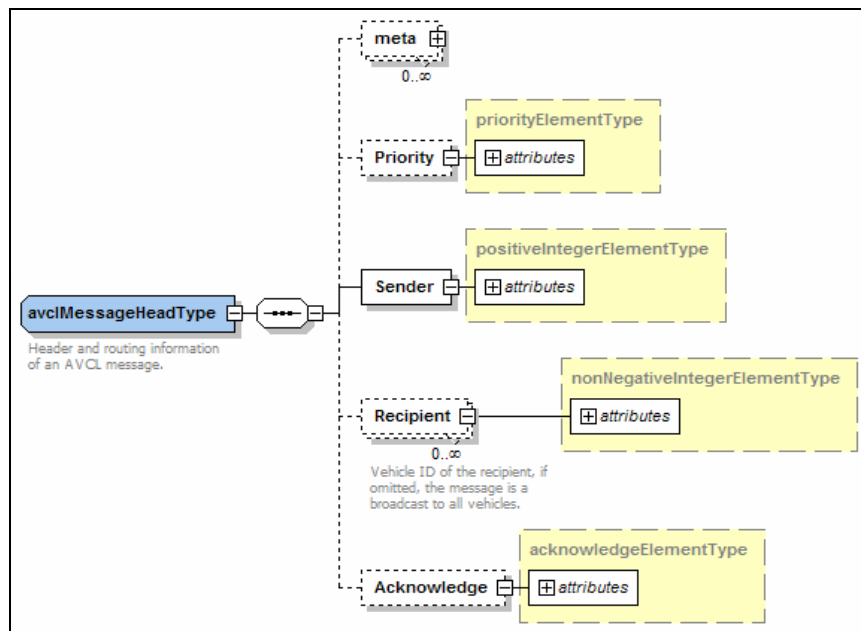 meta
0..∞
priorityElementType
Priority
attributes
positiveIntegerElementType
Sender
attributes
avclMessageHeadType
Header and routing information
of an AVCL message.
nonNegativeIntegerElementType
Recipient
attributes
0..∞
Vehicle ID of the recipient, if
omitted, the message is a
broadcast to all vehicles.
acknowledgeElementType
Acknowledge
attributes